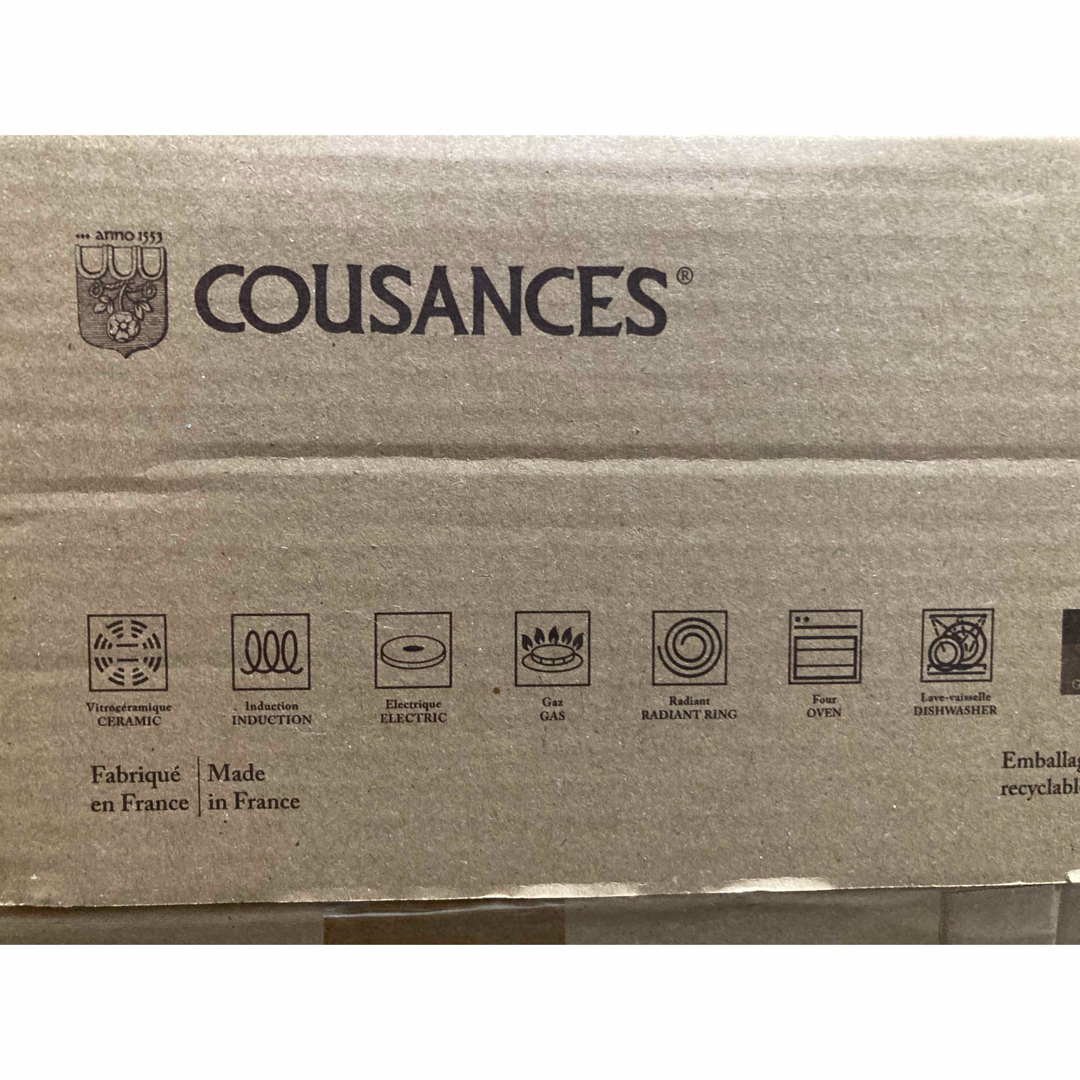 anno 1553
COUSANCES®
Vitrocéramique
CERAMIC
Induction
INDUCTION
Electrique
ELECTRIC
Gaz
GAS
Radiant
RADIANT RING
Four
OVEN
Lave-vaisselle
DISHWASHER
Fabriqué
en France
Made
in France